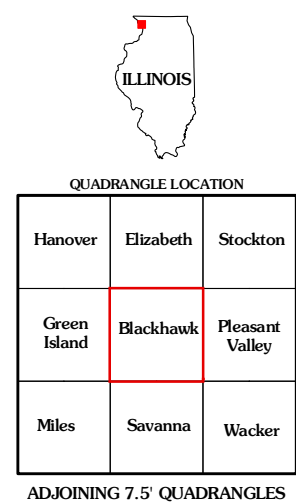 ILLINOIS
QUADRANGLE LOCATION
Hanover
Elizabeth
Stockton
Green
Island
Blackhawk
Pleasant
Valley
Miles
Savanna
Wacker
ADJOINING 7.5' QUADRANGLES